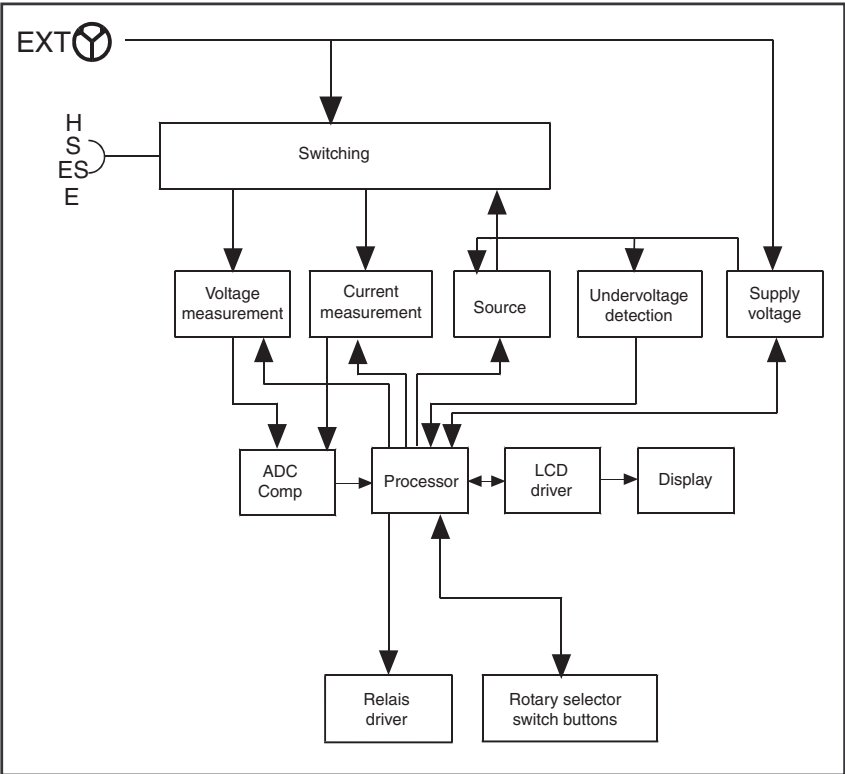 EXT
H
S
ES
E
Switching
Voltage
measurement
Current
measurement
Source
Undervoltage
detection
Supply
voltage
ADC
Comp
Processor
LCD
driver
Display
Relais
driver
Rotary selector
switch buttons